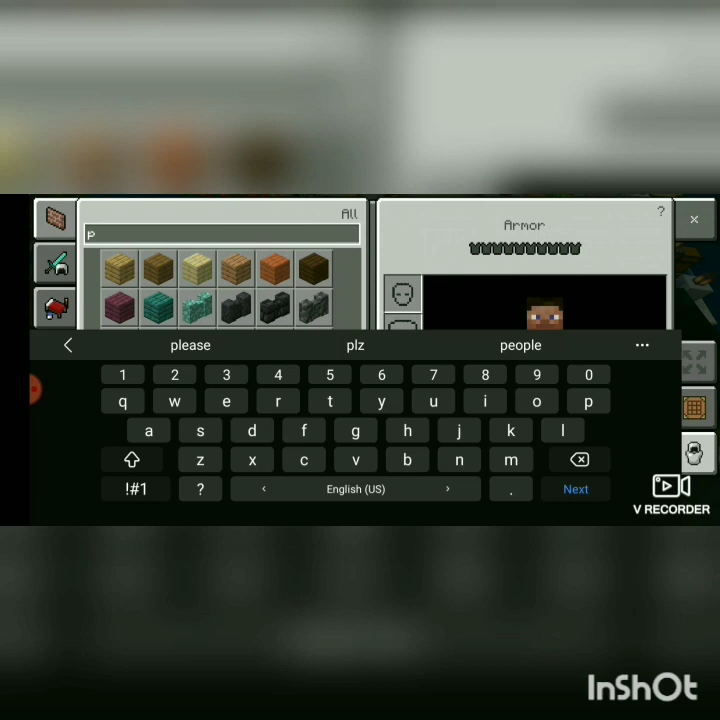 All
p
?
×
Armor
please plz people ...
1 2 3 4 5 6 7 8 9 0
q w e r t y u i o p
a s d f g h j k l
z x c v b n m
!#1 ? < English (US) > . Next
V RECORDER
InShOt